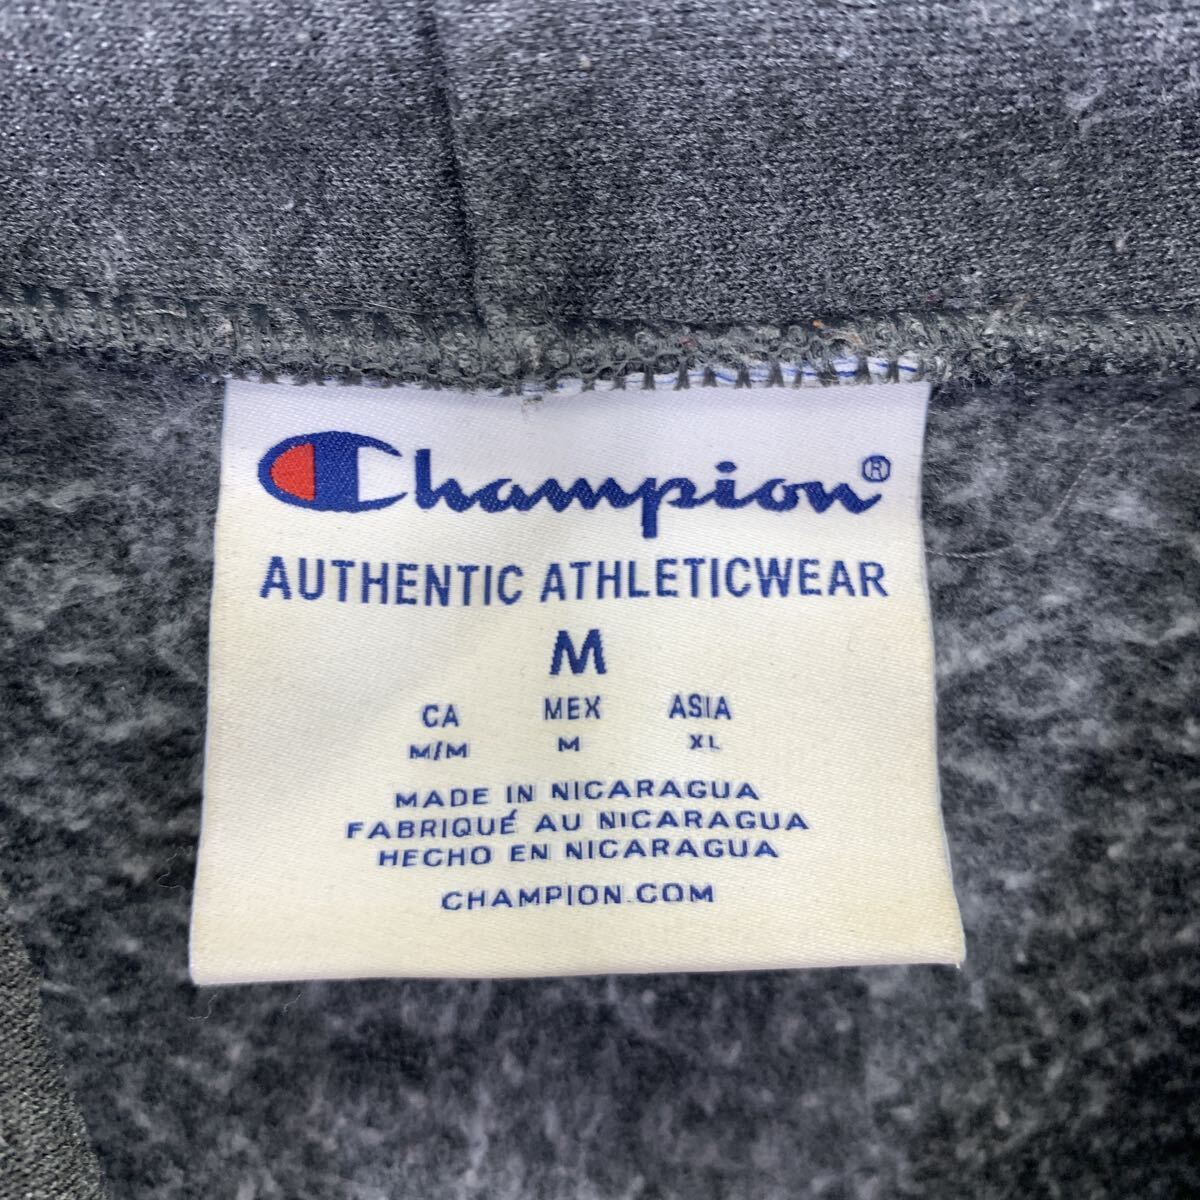 Champion®
AUTHENTIC ATHLETICWEAR
M
CA MEX ASIA
M/M M XL
MADE IN NICARAGUA
FABRIQUÉ AU NICARAGUA
HECHO EN NICARAGUA
CHAMPION.COM